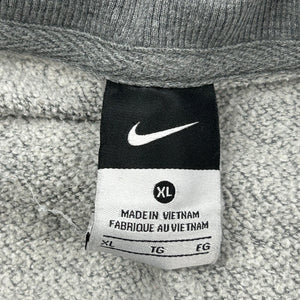 XL
MADE IN VIETNAM
FABRIQUE AU VIETNAM
XL TG EG